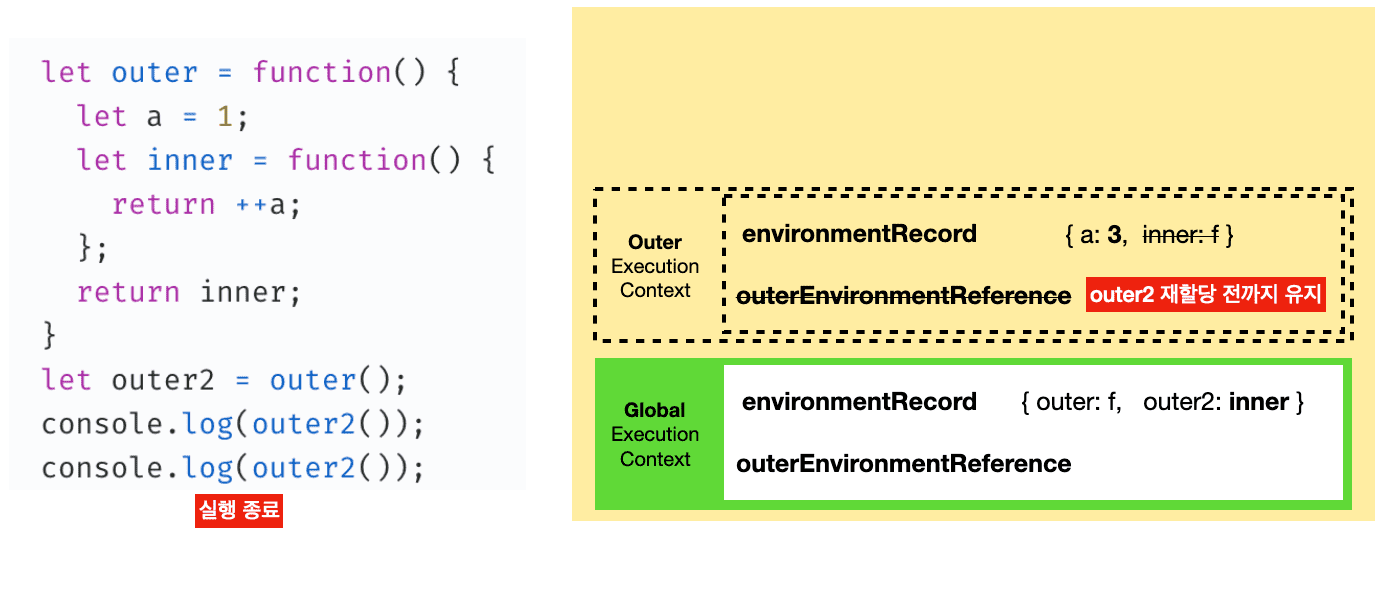 let outer = function() {
  let a = 1;
  let inner = function() {
    return ++a;
  };
  return inner;
}
let outer2 = outer();
console.log(outer2());
console.log(outer2());
실행 종료
Outer
Execution
Context
environmentRecord { a: 3, inner: f }
outerEnvironmentReference outer2 재할당 전까지 유지
Global
Execution
Context
environmentRecord { outer: f, outer2: inner }
outerEnvironmentReference